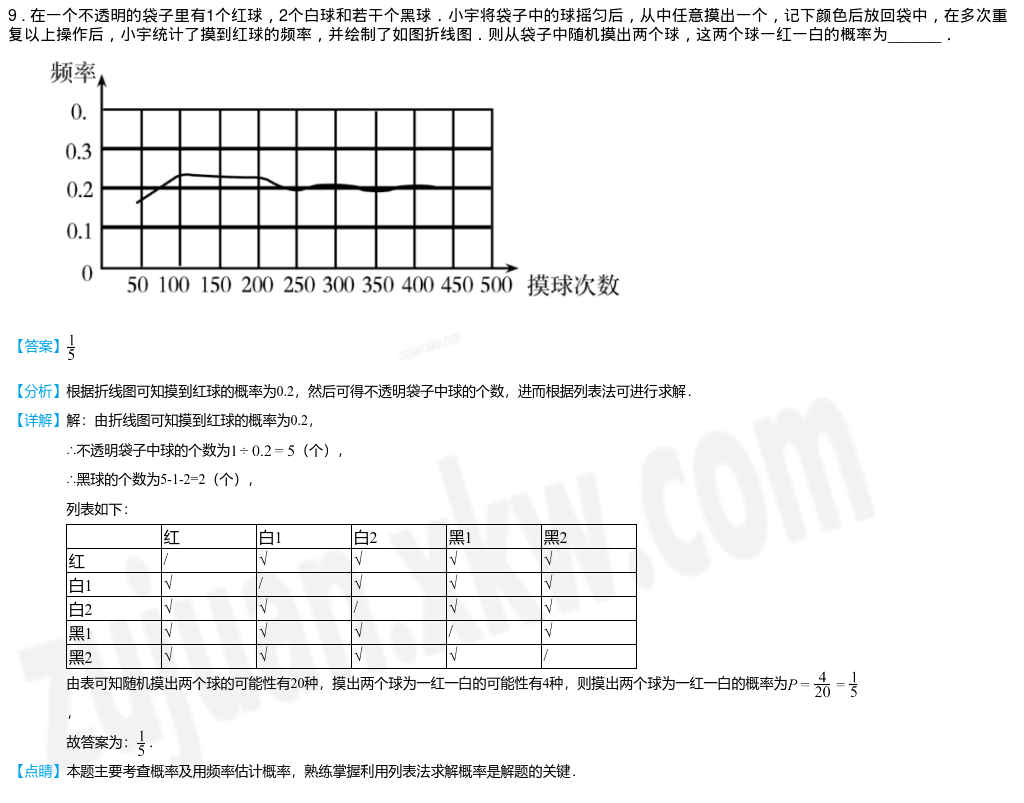 9．在一个不透明的袋子里有1个红球，2个白球和若干个黑球．小宇将袋子中的球摇匀后，从中任意摸出一个，记下颜色后放回袋中，在多次重
复以上操作后，小宇统计了摸到红球的频率，并绘制了如图折线图．则从袋子中随机摸出两个球，这两个球一红一白的概率为______．
频率
0.
0.3
0.2
0.1
0
50 100 150 200 250 300 350 400 450 500 摸球次数
【答案】1/5
zujuan.xkw.com
【分析】根据折线图可知摸到红球的概率为0.2，然后可得不透明袋子中球的个数，进而根据列表法可进行求解．
【详解】解：由折线图可知摸到红球的概率为0.2，
∴不透明袋子中球的个数为1÷0.2=5（个），
∴黑球的个数为5-1-2=2（个），
列表如下：
红 白1 白2 黑1 黑2
红 / √ √ √ √
白1 √ / √ √ √
白2 √ √ / √ √
黑1 √ √ √ / √
黑2 √ √ √ √ /
由表可知随机摸出两个球的可能性有20种，摸出两个球为一红一白的可能性有4种，则摸出两个球为一红一白的概率为P=4/20=1/5
，
故答案为：1/5．
【点睛】本题主要考查概率及用频率估计概率，熟练掌握利用列表法求解概率是解题的关键．
zujuan.xkw.com